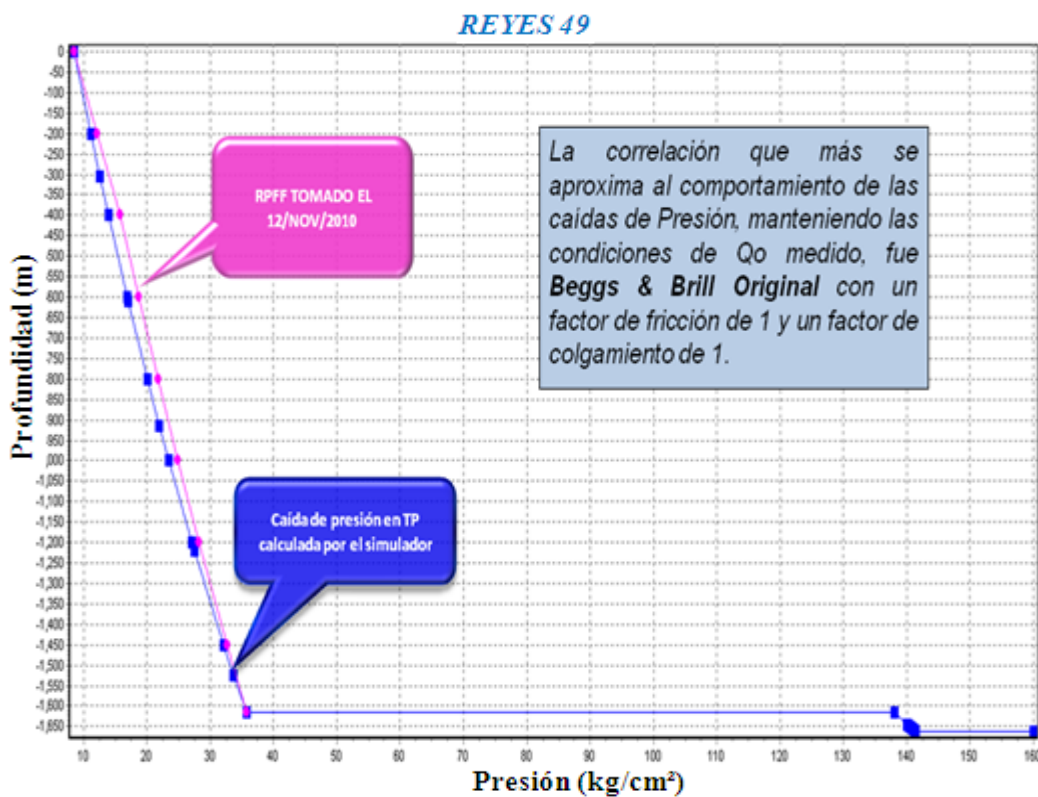 REYES 49
0
-50
-100
-150
-200
-250
-300
-350
-400
-450
-500
-550
-600
-650
-700
-750
-800
-850
900
950
,000
-1,050
-1,100
-1,150
-1,200
-1,250
-1,300
-1,350
-1,400
-1,450
-1,500
-1,550
-1,600
-1,650
Profundidad (m)
RPFF TOMADO EL
12/NOV/2010
La correlación que más se
aproxima al comportamiento de las
caídas de Presión, manteniendo las
condiciones de Qo medido, fue
Beggs & Brill Original con un
factor de fricción de 1 y un factor de
colgamiento de 1.
Caída de presión en TP
calculada por el simulador
10 20 30 40 50 60 70 80 90 100 110 120 130 140 150 160
Presión (kg/cm²)